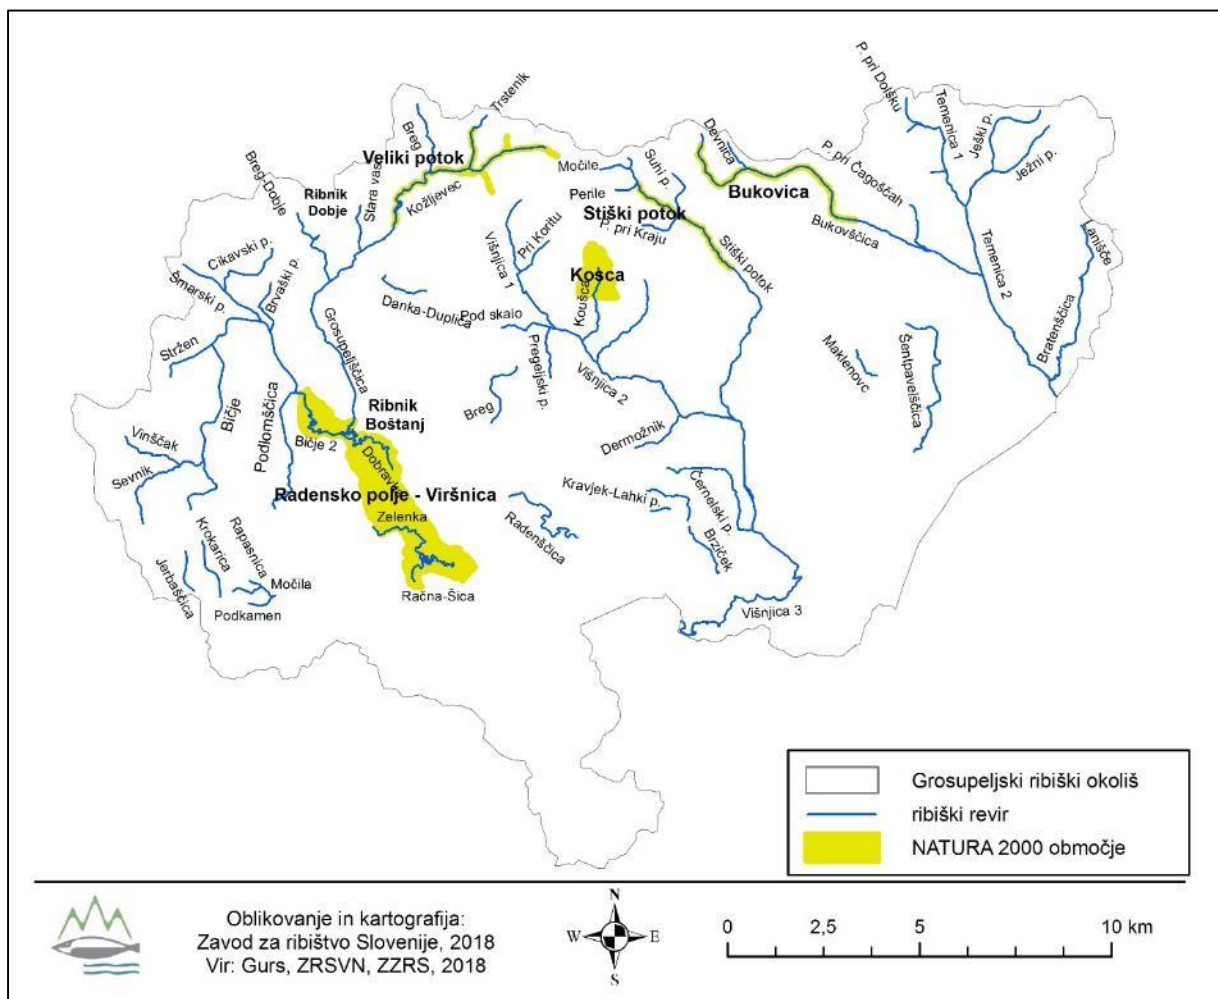 P. pri Dolšku
Temenica 1
Ješki p.
Ježni p.
Trstenik
Breg
Veliki potok
Devnica
Suhi p.
P. pri Čagoščah
Močile
Perile
Bukovica
Breg-Dobje
Ribnik
Dobje
Stara vas
Kožljevec
Stiški potok
P. pri Kraju
Bukovščica
Lanišče
Cikavski p.
Šmarski p.
Brvaški p.
Višnjica 1
Pri Koritu
Košca
Koušca
Stiški potok
Temenica 2
Danka-Duplica
Pod skalo
Grosupeljščica
Stržen
Pregeljski p.
Višnjica 2
Maklenovc
Šentpavelščica
Bratenščica
Bičje
Podlomščica
Ribnik
Boštanj
Breg
Bičje 2
Dobravka
Dermožnik
Vinščak
Sevnik
Radensko polje - Viršnica
Zelenka
Kravjek-Lahki p.
Černelski p.
Radenščica
Brziček
Krokarica
Rapasnica
Jerbaščica
Močila
Podkamen
Račna-Šica
Višnjica 3
Grosupeljski ribiški okoliš
ribiški revir
NATURA 2000 območje
Oblikovanje in kartografija:
Zavod za ribištvo Slovenije, 2018
Vir: Gurs, ZRSVN, ZZRS, 2018
N
W
E
S
0 2,5 5 10 km